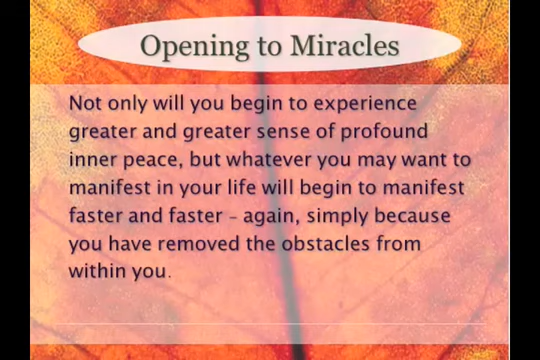 Opening to Miracles
Not only will you begin to experience
greater and greater sense of profound
inner peace, but whatever you may want to
manifest in your life will begin to manifest
faster and faster – again, simply because
you have removed the obstacles from
within you.